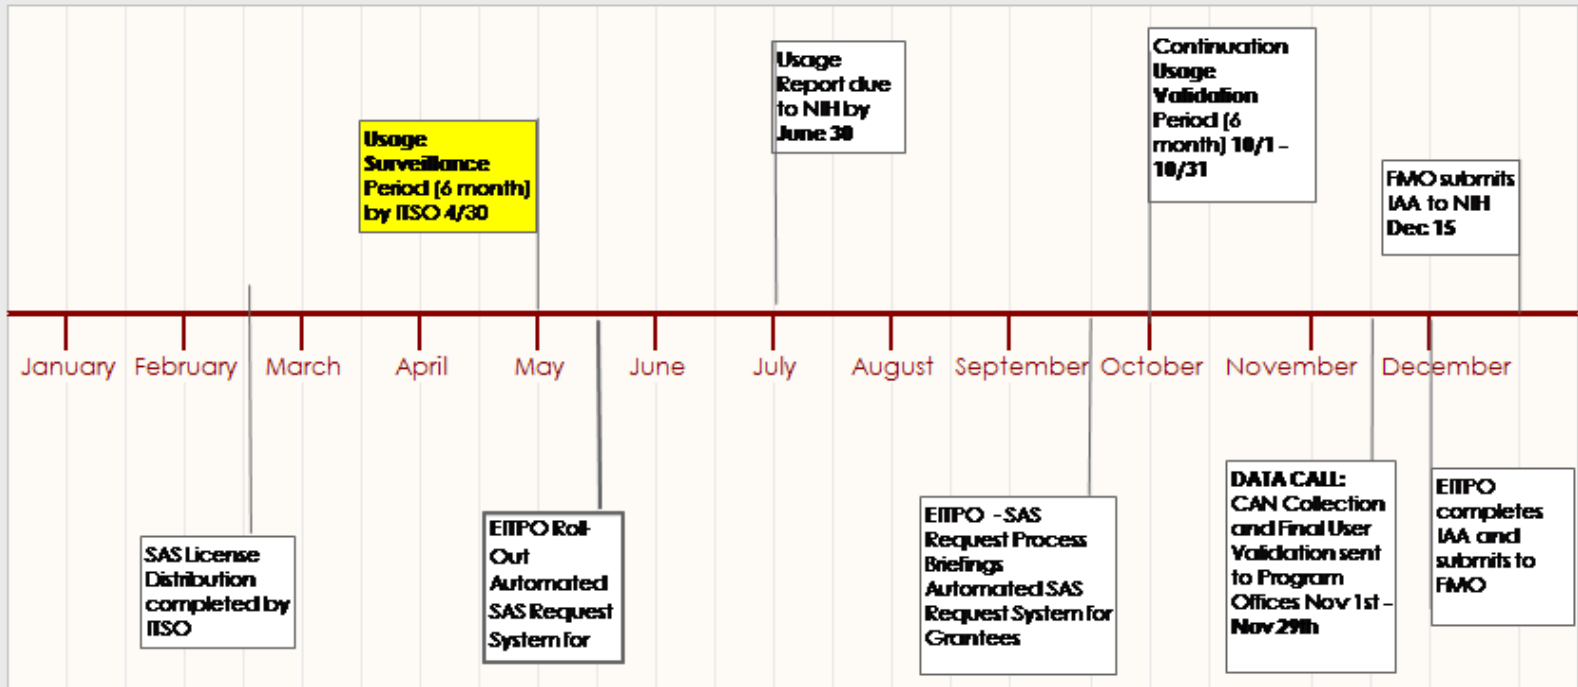 Usage
Report due
to NIH by
June 30
Continuation
Usage
Validation
Period (6
month) 10/1 –
10/31
Usage
Surveillance
Period (6 month)
by ITSO 4/30
FMO submits
IAA to NIH
Dec 15
January February March April May June July August September October November December
SAS License
Distribution
completed by
ITSO
EITPO Roll-
Out
Automated
SAS Request
System for
EITPO - SAS
Request Process
Briefings
Automated SAS
Request System for
Grantees
DATA CALL:
CAN Collection
and Final User
Validation sent
to Program
Offices Nov 1st –
Nov 29th
EITPO
completes
IAA and
submits to
FMO